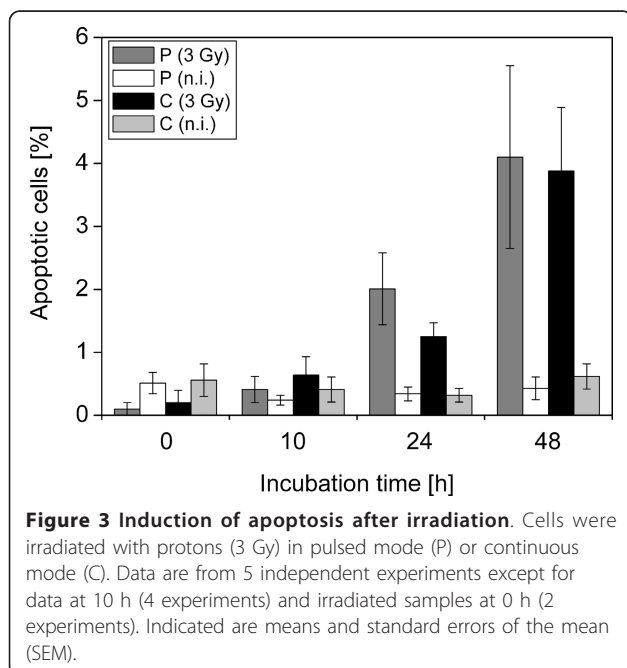 6
5
4
3
2
1
0
Apoptotic cells [%]
P (3 Gy)
P (n.i.)
C (3 Gy)
C (n.i.)
0 10 24 48
Incubation time [h]
Figure 3 Induction of apoptosis after irradiation. Cells were
irradiated with protons (3 Gy) in pulsed mode (P) or continuous
mode (C). Data are from 5 independent experiments except for
data at 10 h (4 experiments) and irradiated samples at 0 h (2
experiments). Indicated are means and standard errors of the mean
(SEM).